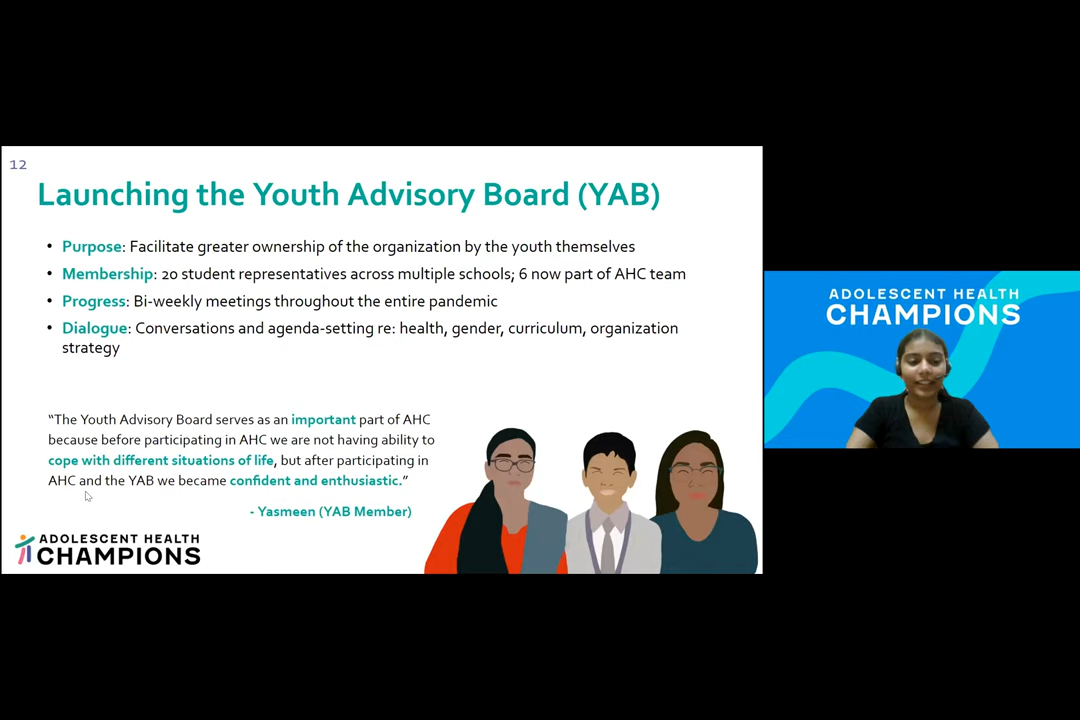 12
Launching the Youth Advisory Board (YAB)
• Purpose: Facilitate greater ownership of the organization by the youth themselves
• Membership: 20 student representatives across multiple schools; 6 now part of AHC team
• Progress: Bi-weekly meetings throughout the entire pandemic
• Dialogue: Conversations and agenda-setting re: health, gender, curriculum, organization
strategy
“The Youth Advisory Board serves as an important part of AHC
because before participating in AHC we are not having ability to
cope with different situations of life, but after participating in
AHC and the YAB we became confident and enthusiastic.”
- Yasmeen (YAB Member)
ADOLESCENT HEALTH
CHAMPIONS
ADOLESCENT HEALTH
CHAMPIONS